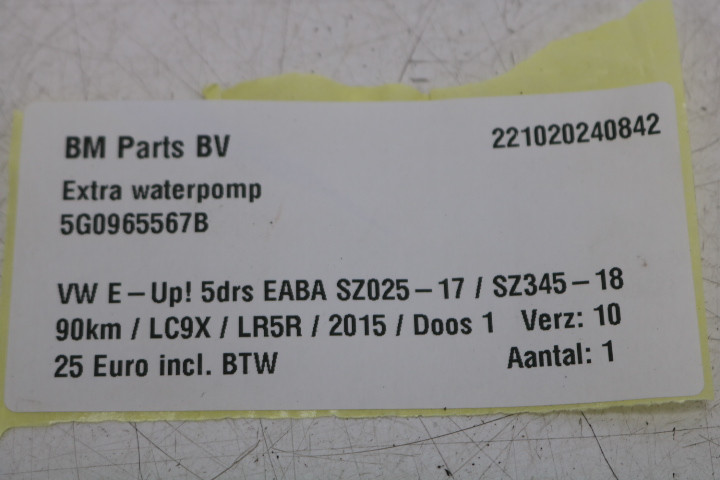 BM Parts BV 221020240842
Extra waterpomp
5G0965567B
VW E-Up! 5drs EABA SZ025-17 / SZ345-18
90km / LC9X / LR5R / 2015 / Doos 1 Verz: 10
25 Euro incl. BTW Aantal: 1